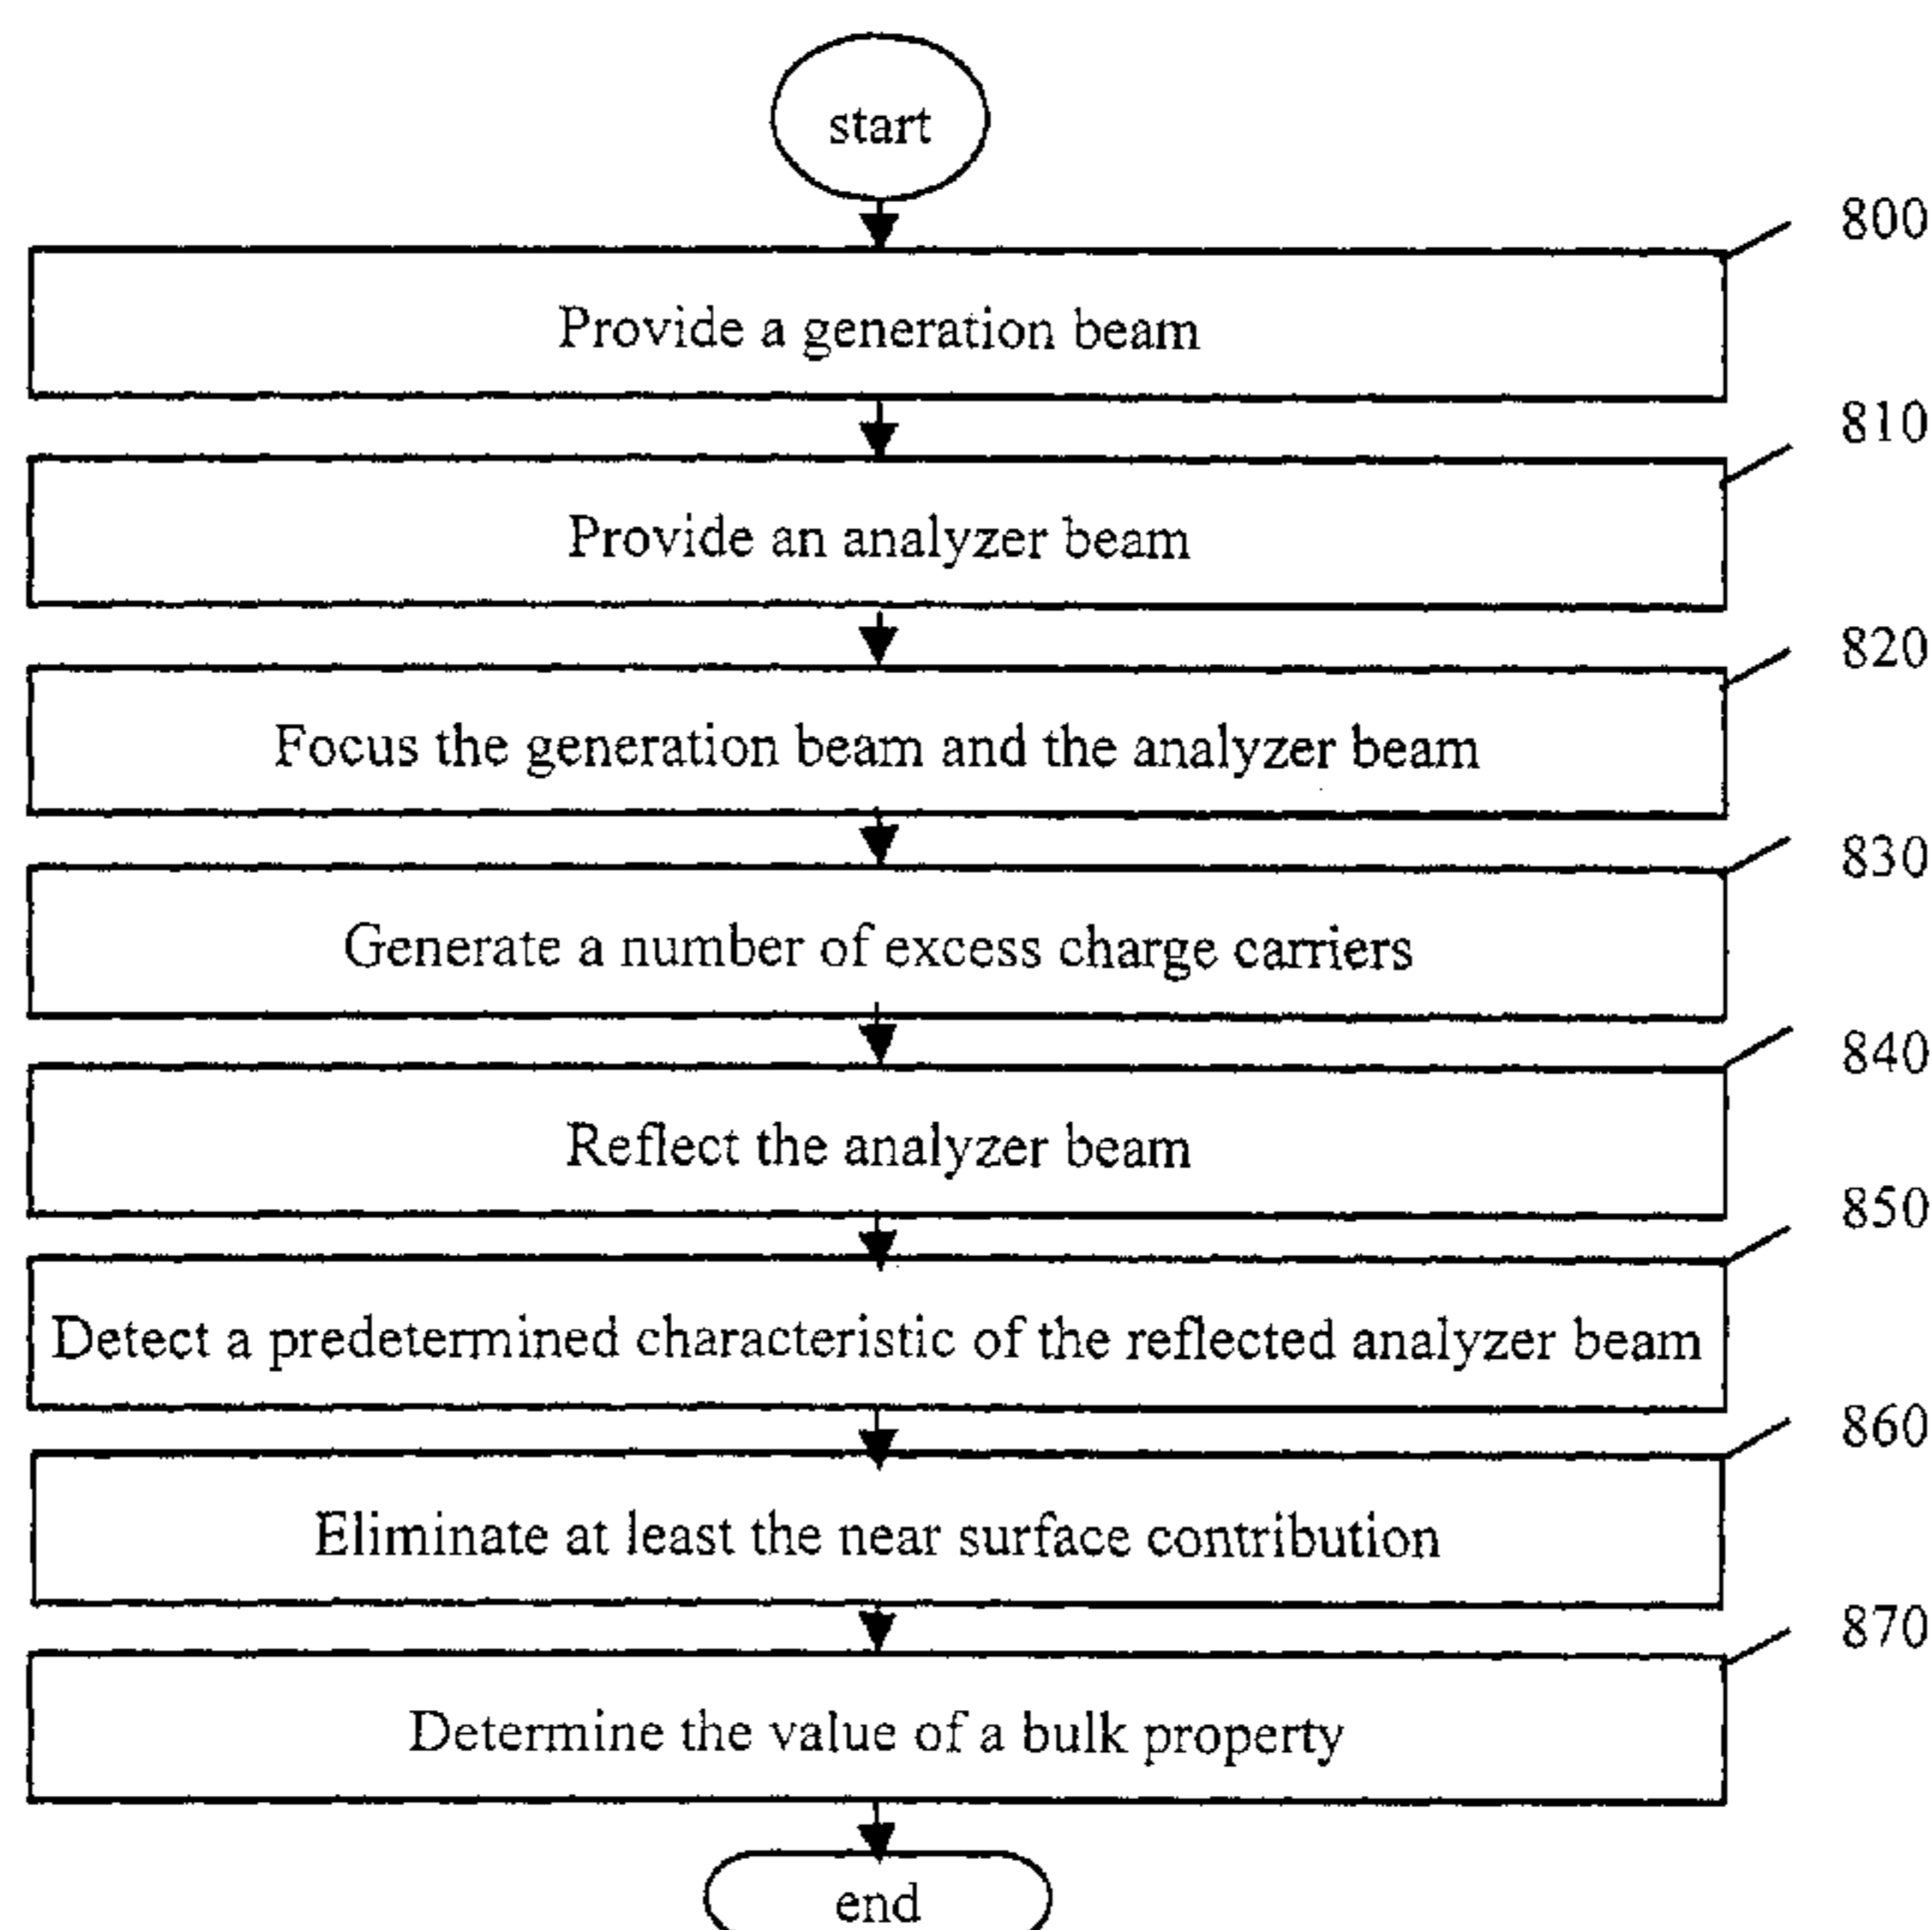 start
800
Provide a generation beam
810
Provide an analyzer beam
820
Focus the generation beam and the analyzer beam
830
Generate a number of excess charge carriers
840
Reflect the analyzer beam
850
Detect a predetermined characteristic of the reflected analyzer beam
860
Eliminate at least the near surface contribution
870
Determine the value of a bulk property
end